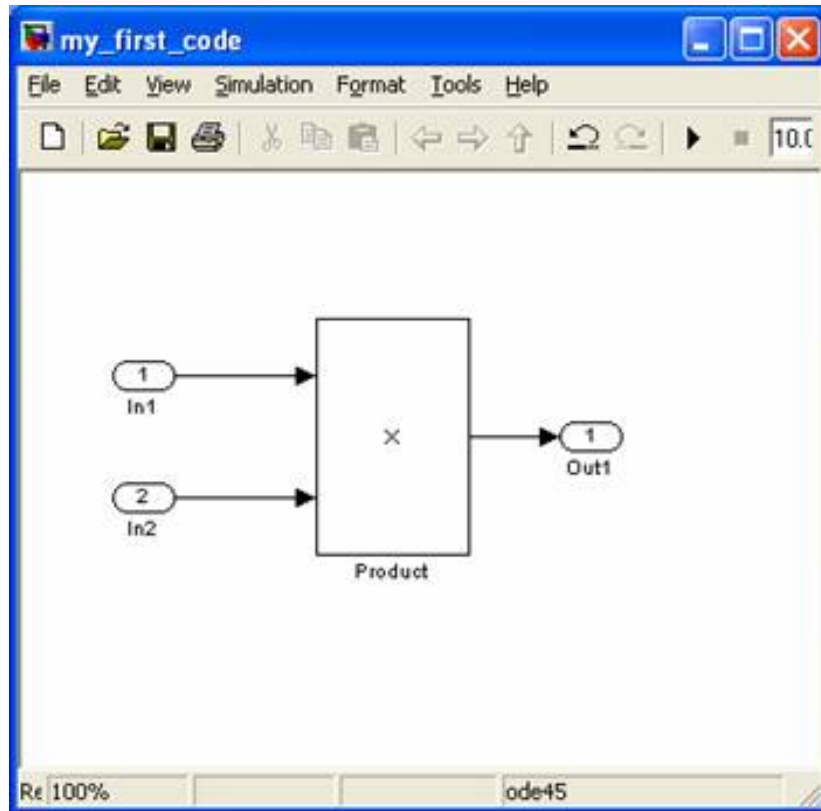 my_first_code
File Edit View Simulation Format Tools Help
10.0
1
In1
2
In2
×
Product
1
Out1
Re 100% ode45